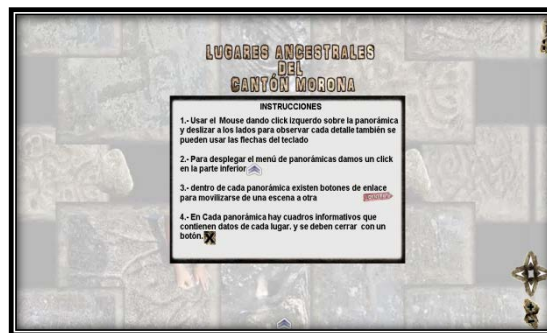 LUGARES ANCESTRALES
DEL
CANTÓN MORONA
INSTRUCCIONES
1.- Usar el Mouse dando click izquerdo sobre la panorámica
y deslizar a los lados para observar cada detalle también se
pueden usar las flechas del teclado
2.- Para desplegar el menú de panorámicas damos un click
en la parte inferior
3.- dentro de cada panorámica existen botones de enlace
para movilizarse de una escena a otra
4.- En Cada panorámica hay cuadros informativos que
contienen datos de cada lugar, y se deben cerrar con un
botón.